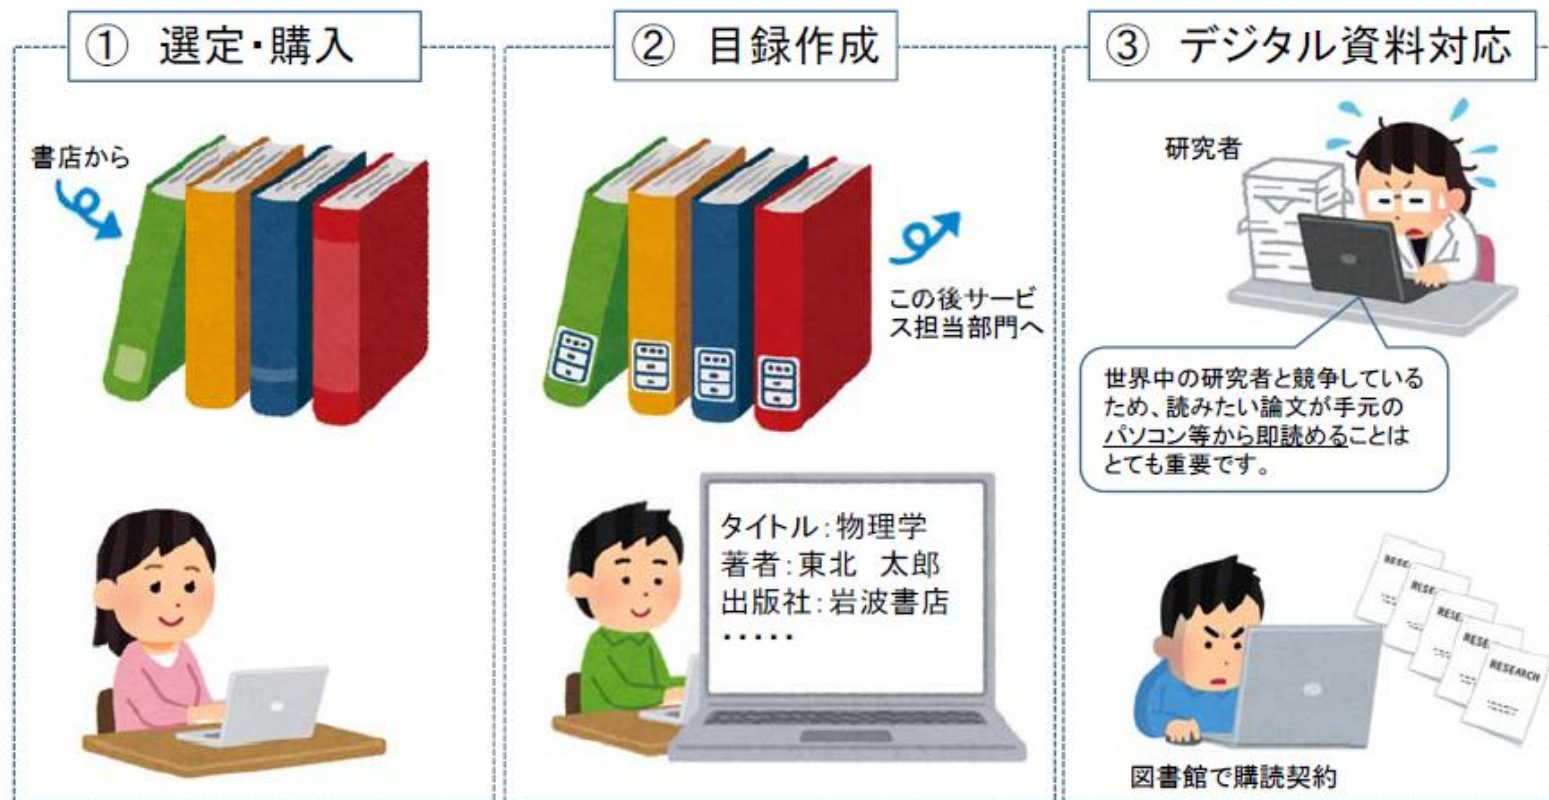 ① 選定・購入
書店から
② 目録作成
この後サービ
ス担当部門へ
タイトル:物理学
著者:東北 太郎
出版社:岩波書店
・・・・・
③ デジタル資料対応
研究者
世界中の研究者と競争している
ため、読みたい論文が手元の
パソコン等から即読めることは
とても重要です。
RESE
RESE
RESE
RESE
RESEARCH
図書館で購読契約